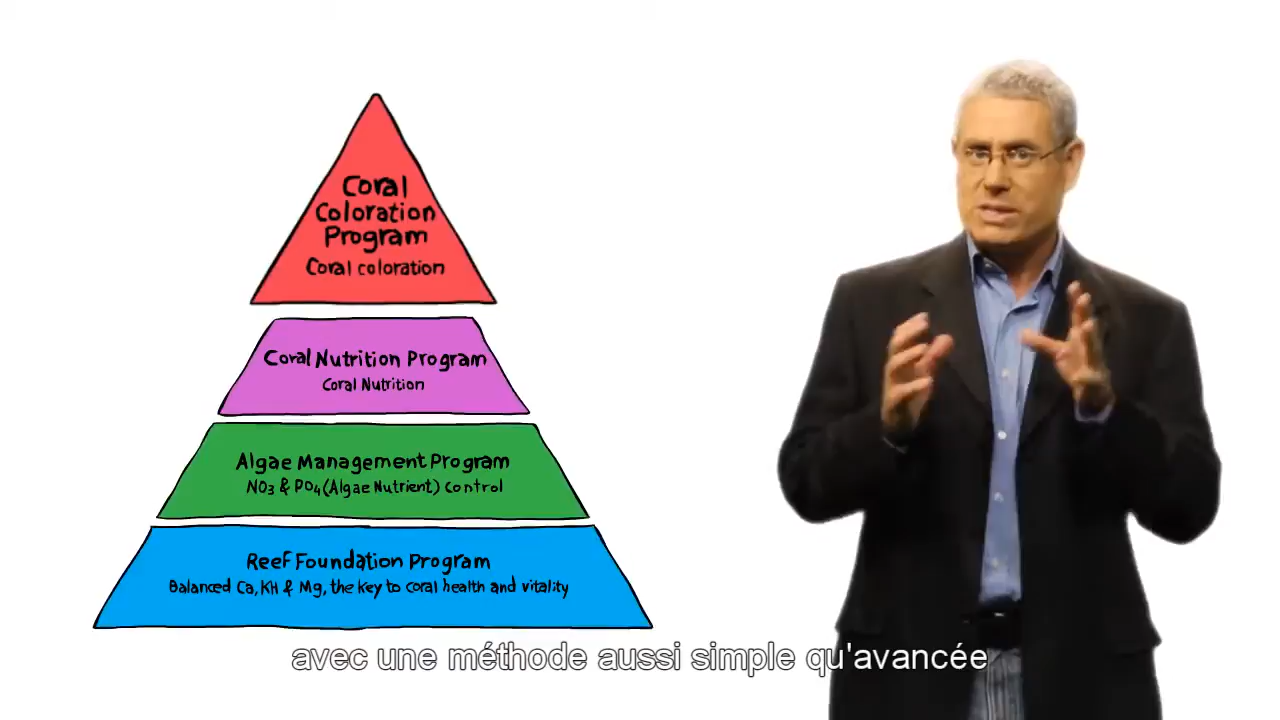 Coral
Coloration
Program
Coral coloration
Coral Nutrition Program
Coral Nutrition
Algae Management Program
NO3 & PO4 (Algae Nutrient) Control
Reef Foundation Program
Balanced Ca, KH & Mg, the key to coral health and vitality
avec une méthode aussi simple qu'avancée